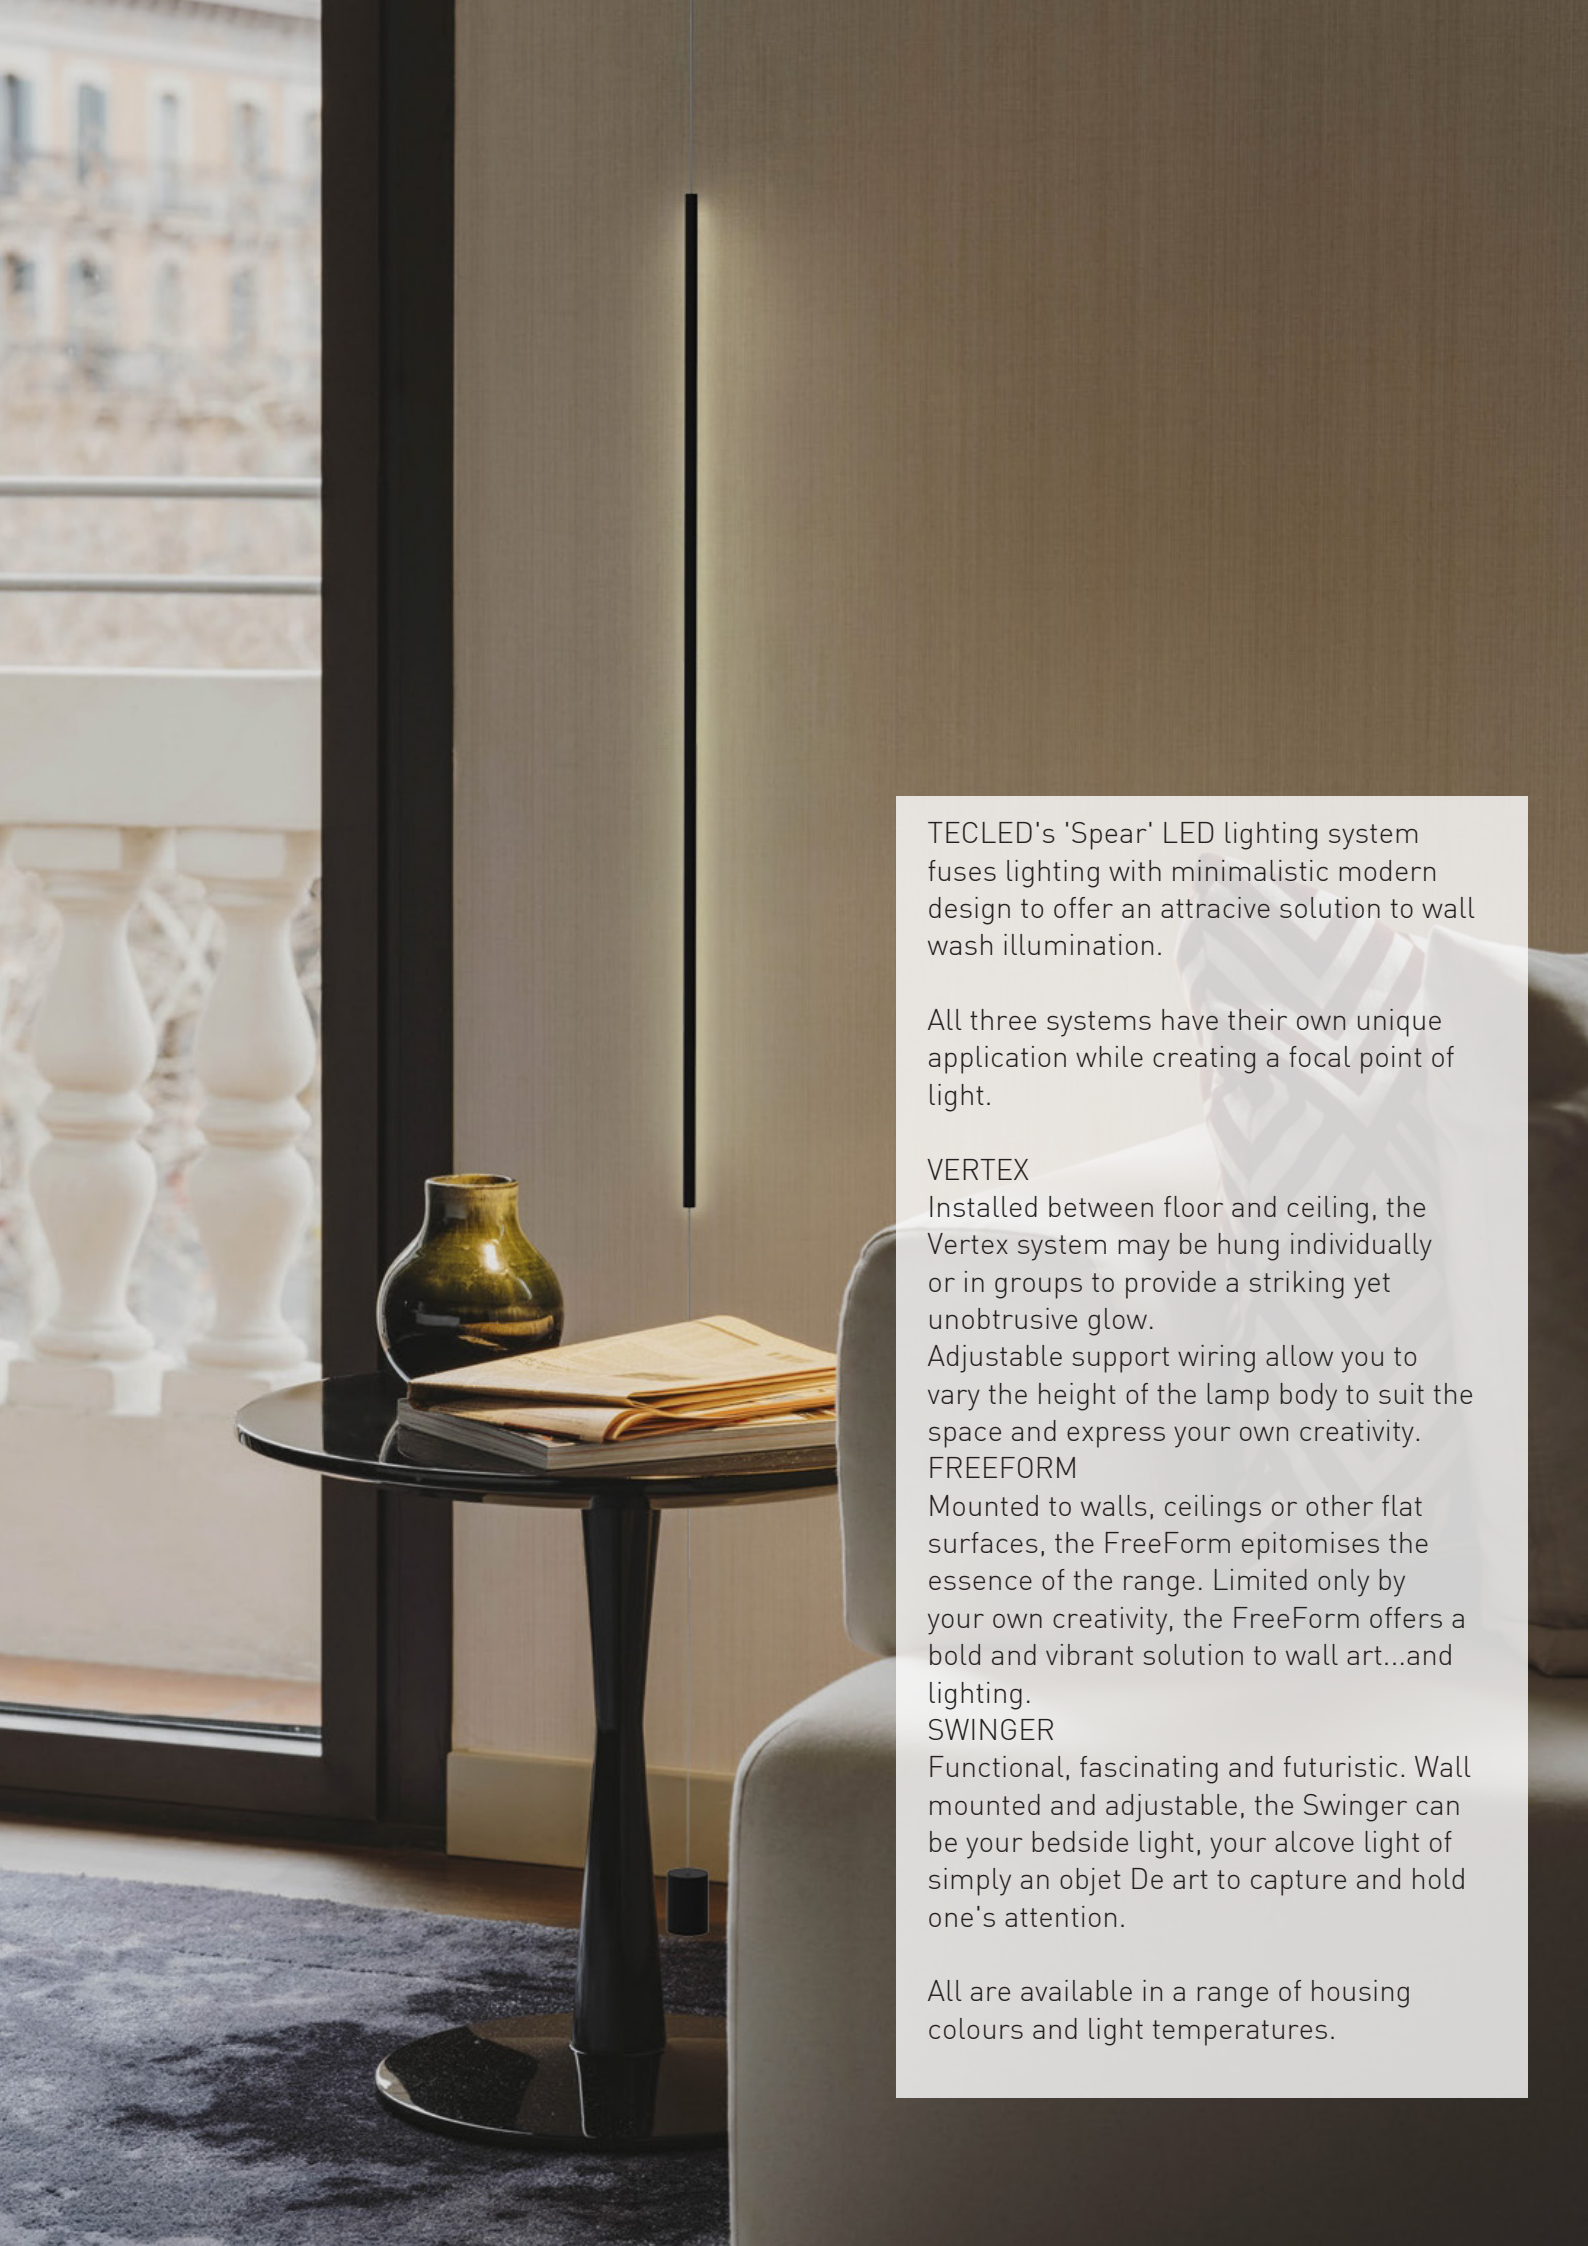 TECLED's 'Spear' LED lighting system
fuses lighting with minimalistic modern
design to offer an attracive solution to wall
wash illumination.
All three systems have their own unique
application while creating a focal point of
light.
VERTEX
Installed between floor and ceiling, the
Vertex system may be hung individually
or in groups to provide a striking yet
unobtrusive glow.
Adjustable support wiring allow you to
vary the height of the lamp body to suit the
space and express your own creativity.
FREEFORM
Mounted to walls, ceilings or other flat
surfaces, the FreeForm epitomises the
essence of the range. Limited only by
your own creativity, the FreeForm offers a
bold and vibrant solution to wall art...and
lighting.
SWINGER
Functional, fascinating and futuristic. Wall
mounted and adjustable, the Swinger can
be your bedside light, your alcove light of
simply an objet De art to capture and hold
one's attention.
All are available in a range of housing
colours and light temperatures.